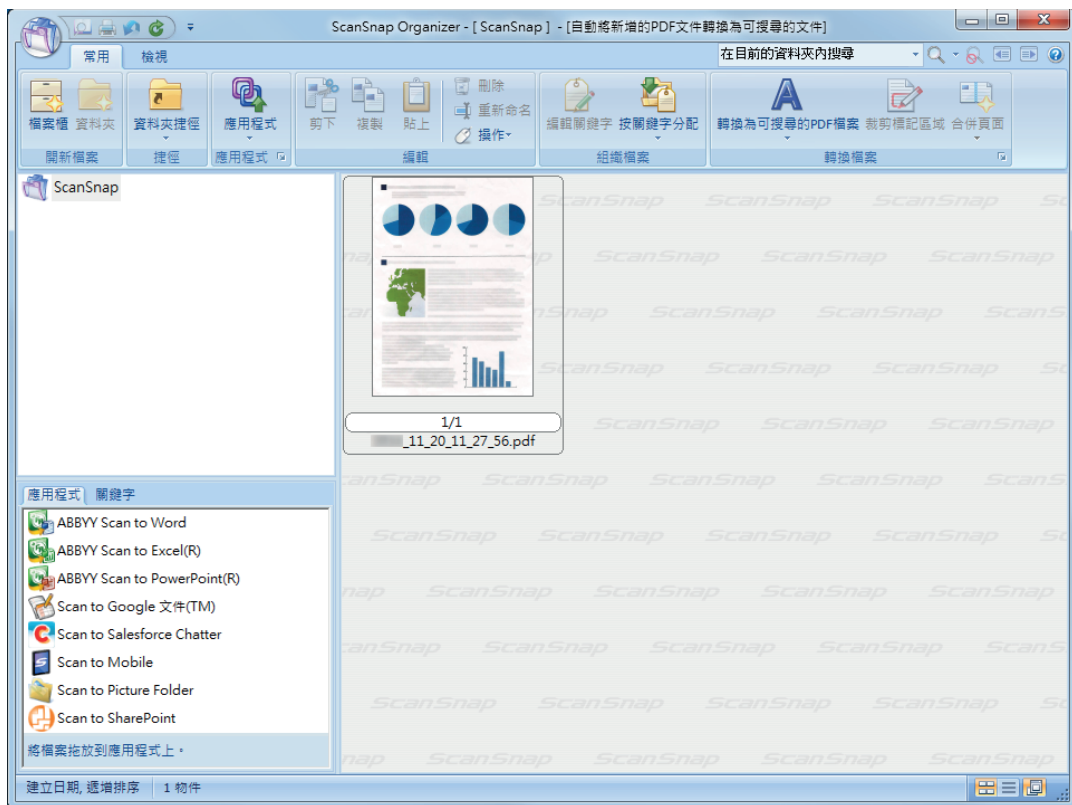 ScanSnap Organizer - [ ScanSnap ] - [自動將新增的PDF文件轉換為可搜尋的文件]
常用 檢視 在目前的資料夾內搜尋
檔案櫃 資料夾 資料夾捷徑 應用程式 剪下 複製 貼上 刪除 重新命名 操作 編輯關鍵字 按關鍵字分配 轉換為可搜尋的PDF檔案 裁剪標記區域 合併頁面
開新檔案 捷徑 應用程式 編輯 組織檔案 轉換檔案
ScanSnap
1/1
_11_20_11_27_56.pdf
應用程式 關鍵字
ABBYY Scan to Word
ABBYY Scan to Excel(R)
ABBYY Scan to PowerPoint(R)
Scan to Google 文件(TM)
Scan to Salesforce Chatter
Scan to Mobile
Scan to Picture Folder
Scan to SharePoint
將檔案拖放到應用程式上。
建立日期, 遞增排序 1 物件